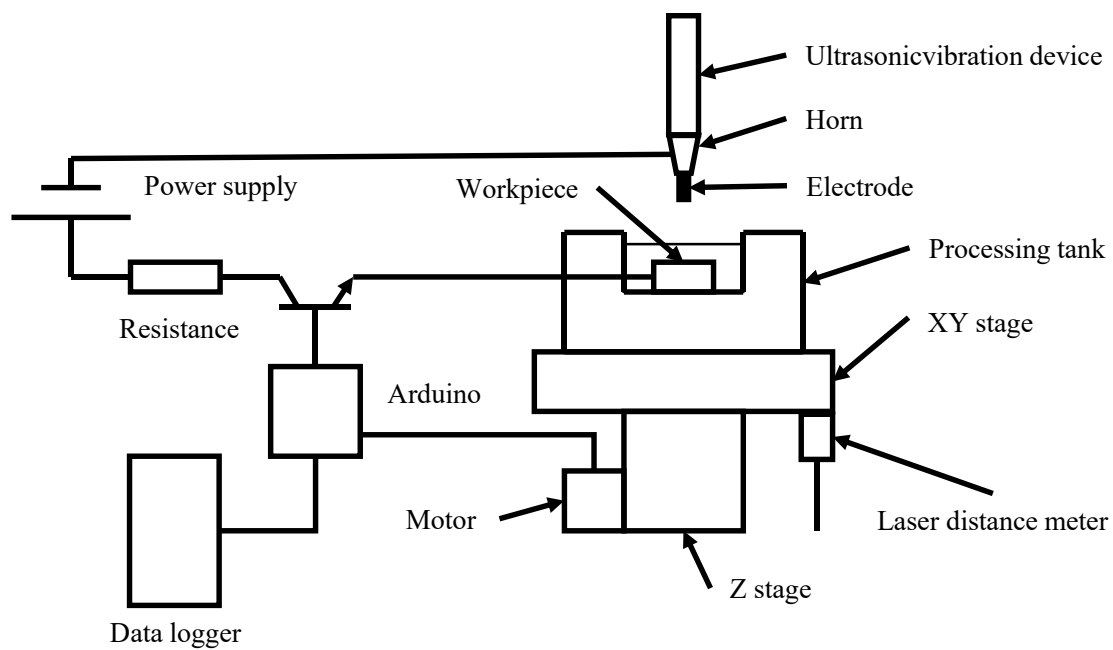 Ultrasonicvibration device
Horn
Power supply
Workpiece
Electrode
Processing tank
Resistance
XY stage
Arduino
Motor
Laser distance meter
Z stage
Data logger